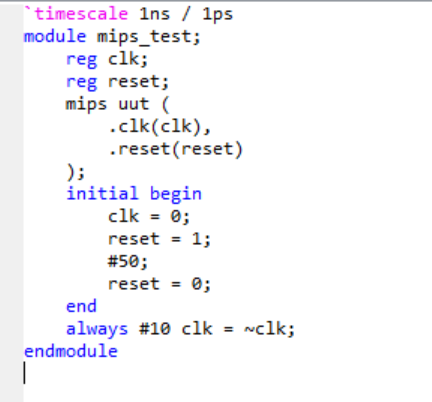 `timescale 1ns / 1ps
module mips_test;
    reg clk;
    reg reset;
    mips uut (
        .clk(clk),
        .reset(reset)
    );
    initial begin
        clk = 0;
        reset = 1;
        #50;
        reset = 0;
    end
    always #10 clk = ~clk;
endmodule